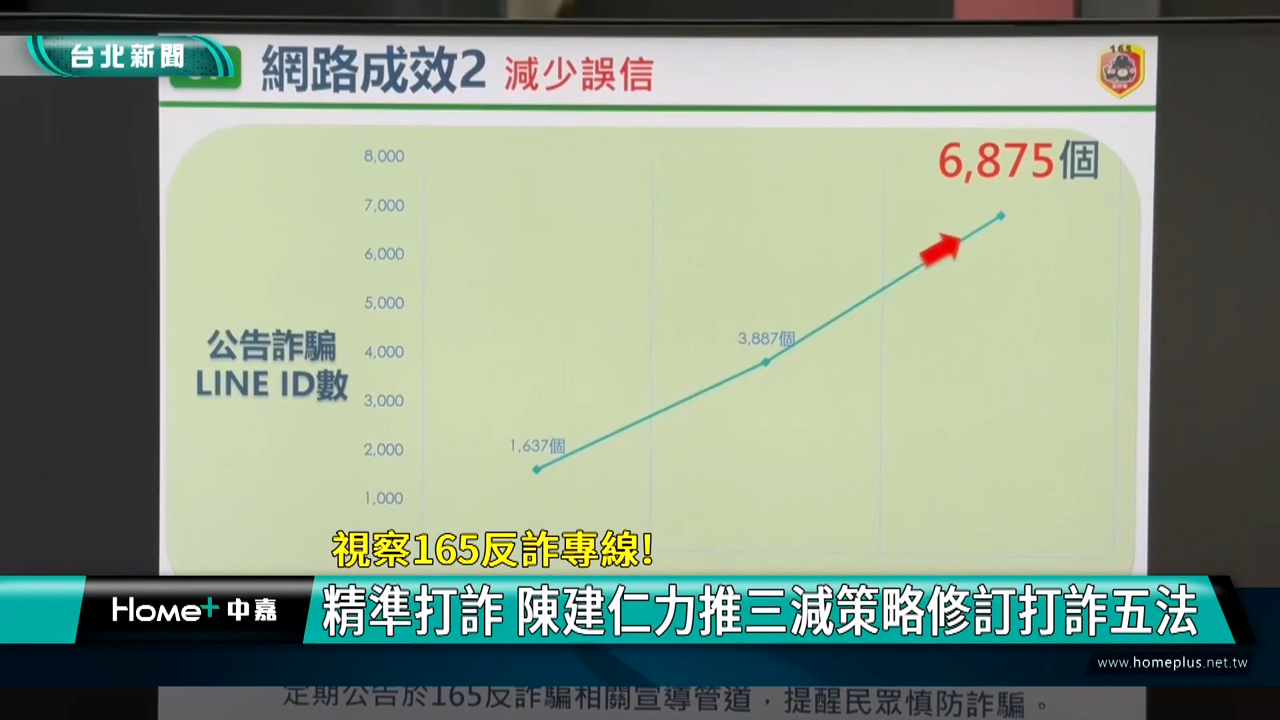 台北新聞
網路成效2 減少誤信
165
6,875個
8,000
7,000
6,000
5,000
4,000
3,000
2,000
1,000
公告詐騙
LINE ID數
3,887個
1,637個
視察165反詐專線!
Home+中嘉
精準打詐 陳建仁力推三減策略修訂打詐五法
www.homeplus.net.tw
定期公告於165反詐騙相關宣導管道，提醒民眾慎防詐騙。